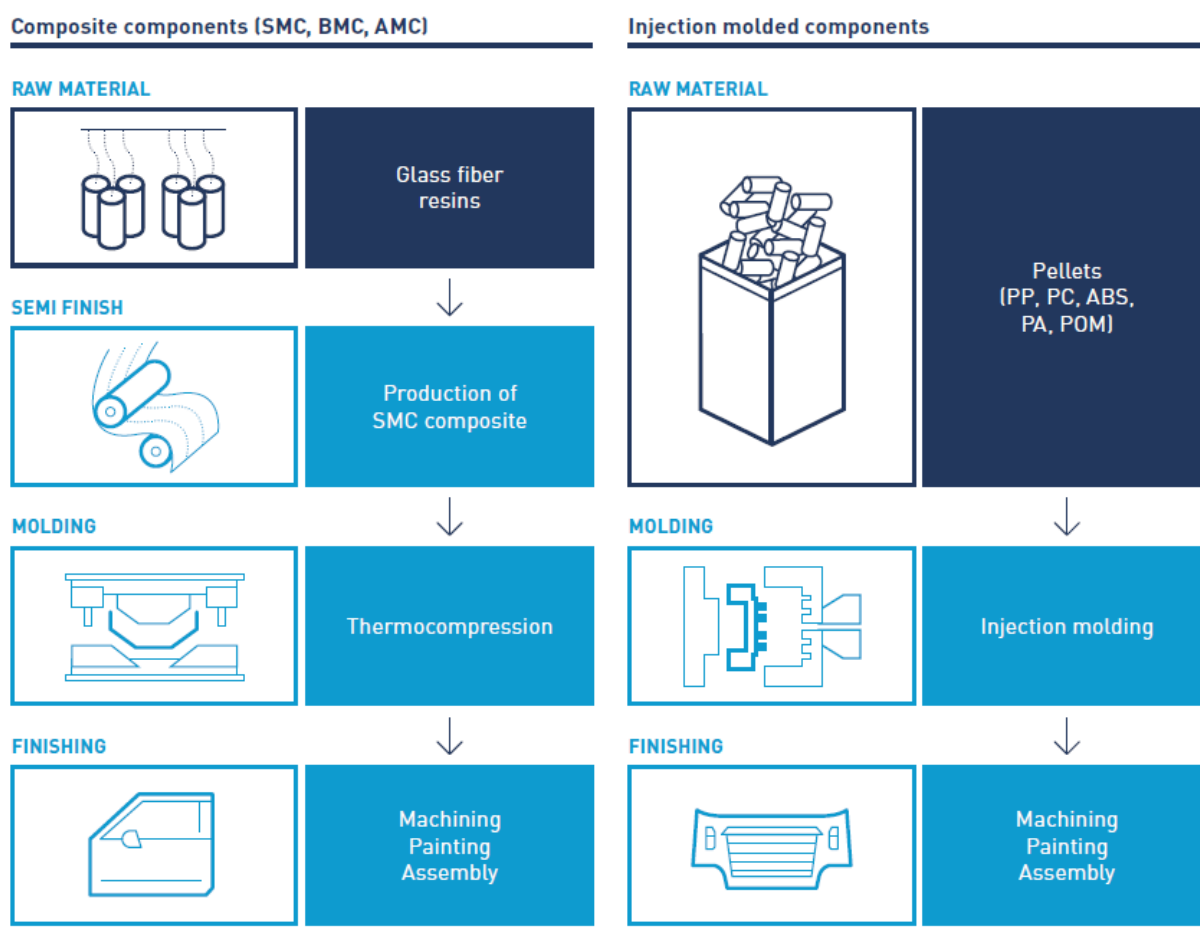 Composite components (SMC, BMC, AMC)
RAW MATERIAL
Glass fiber
resins
SEMI FINISH
Production of
SMC composite
MOLDING
Thermocompression
FINISHING
Machining
Painting
Assembly
Injection molded components
RAW MATERIAL
Pellets
(PP, PC, ABS,
PA, POM)
MOLDING
Injection molding
FINISHING
Machining
Painting
Assembly